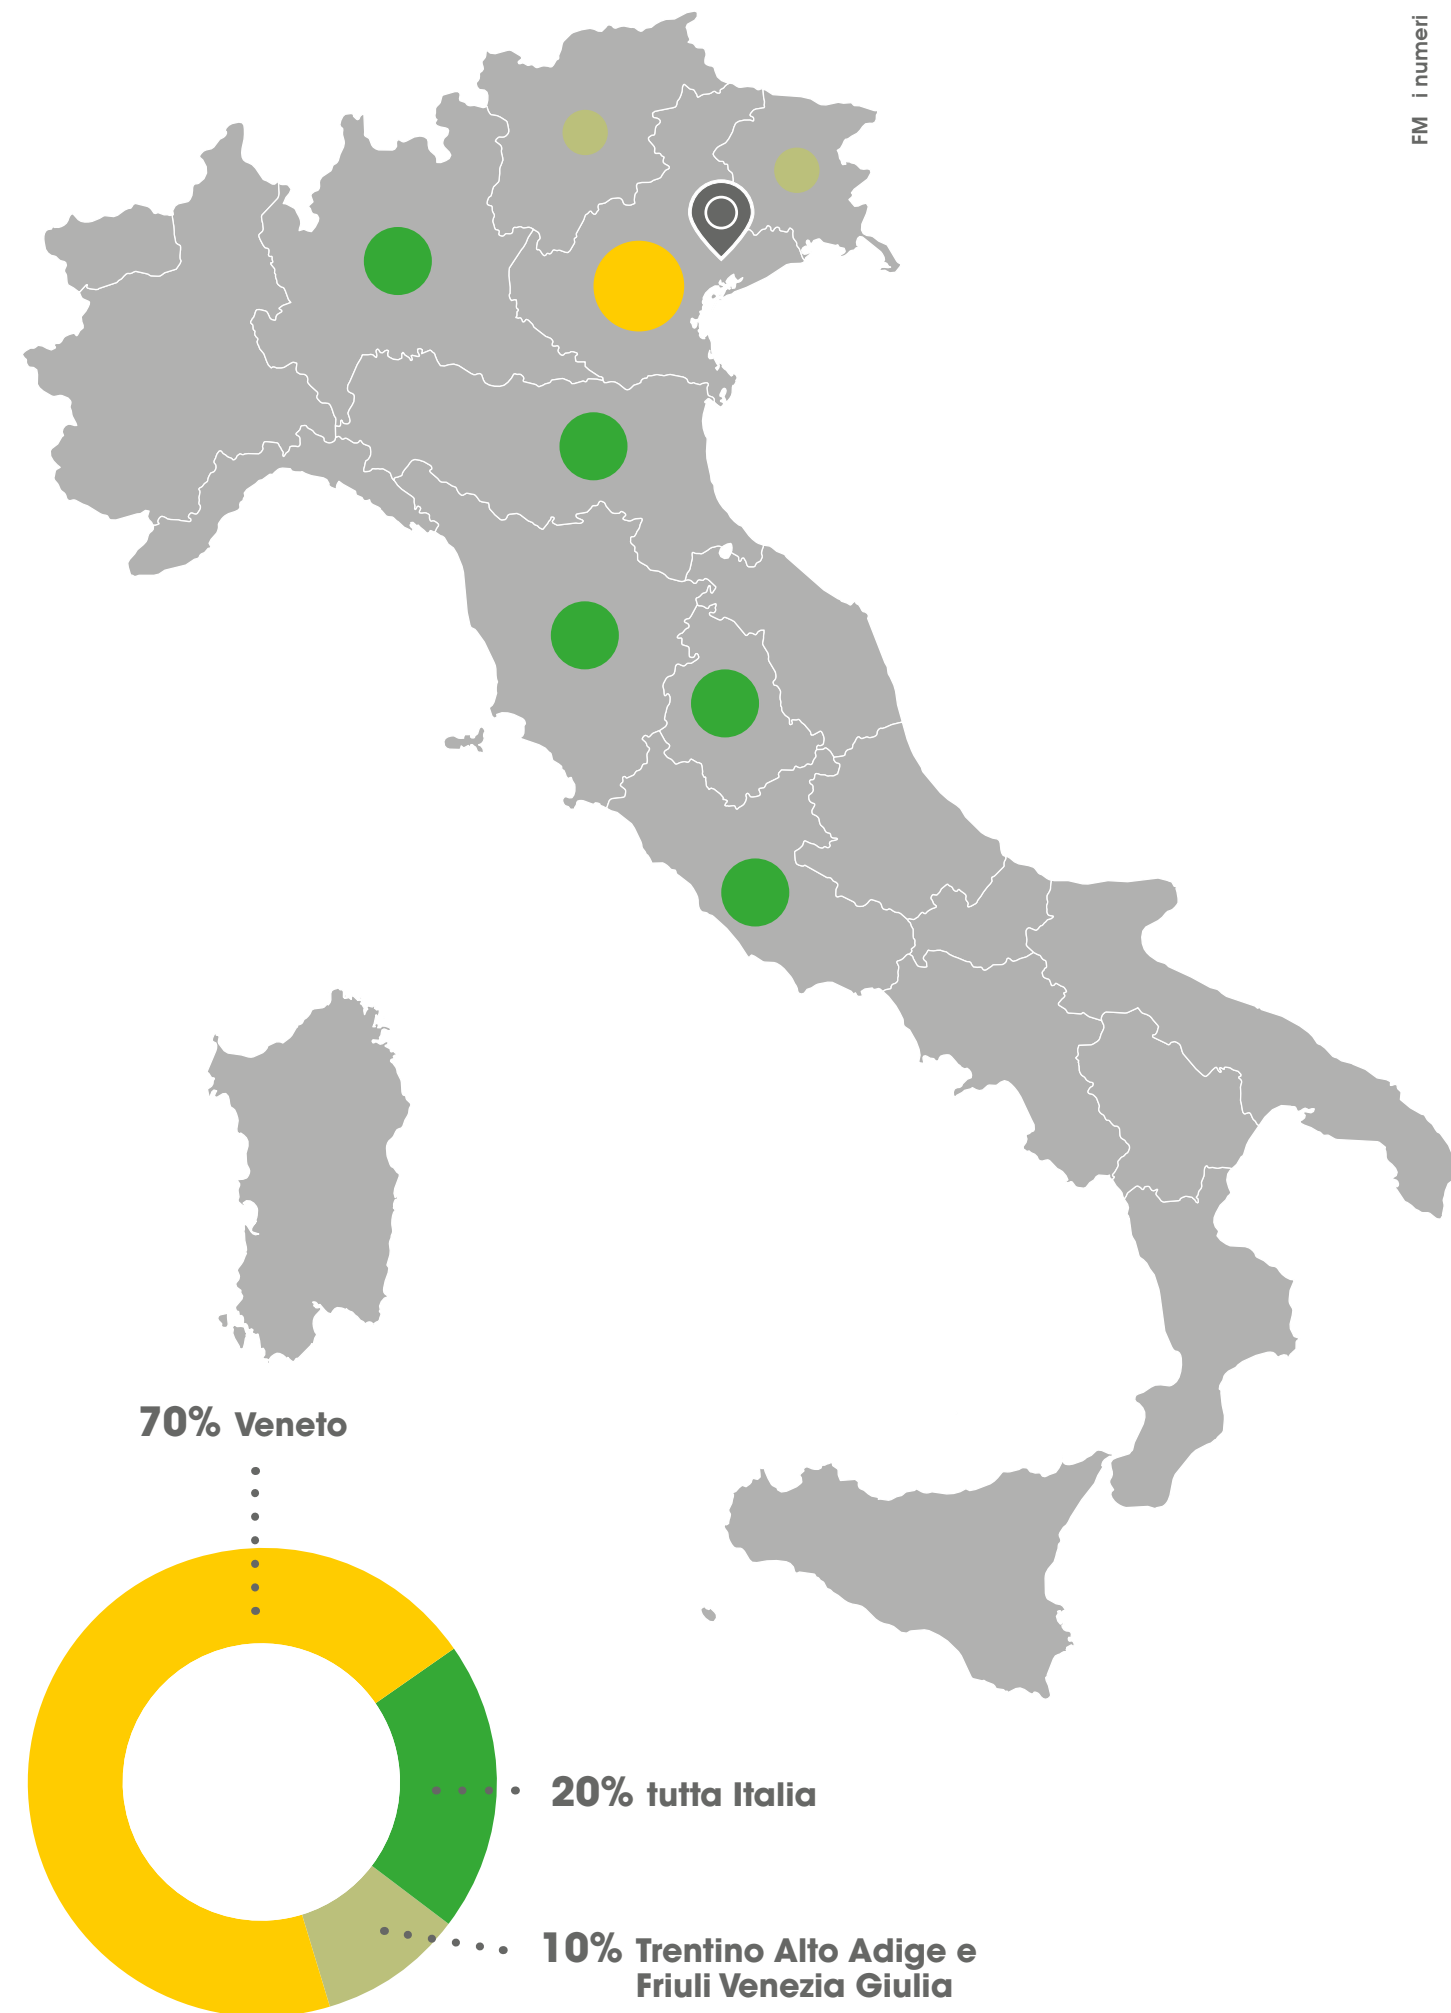 FM i numeri
70% Veneto
20% tutta Italia
10% Trentino Alto Adige e
Friuli Venezia Giulia